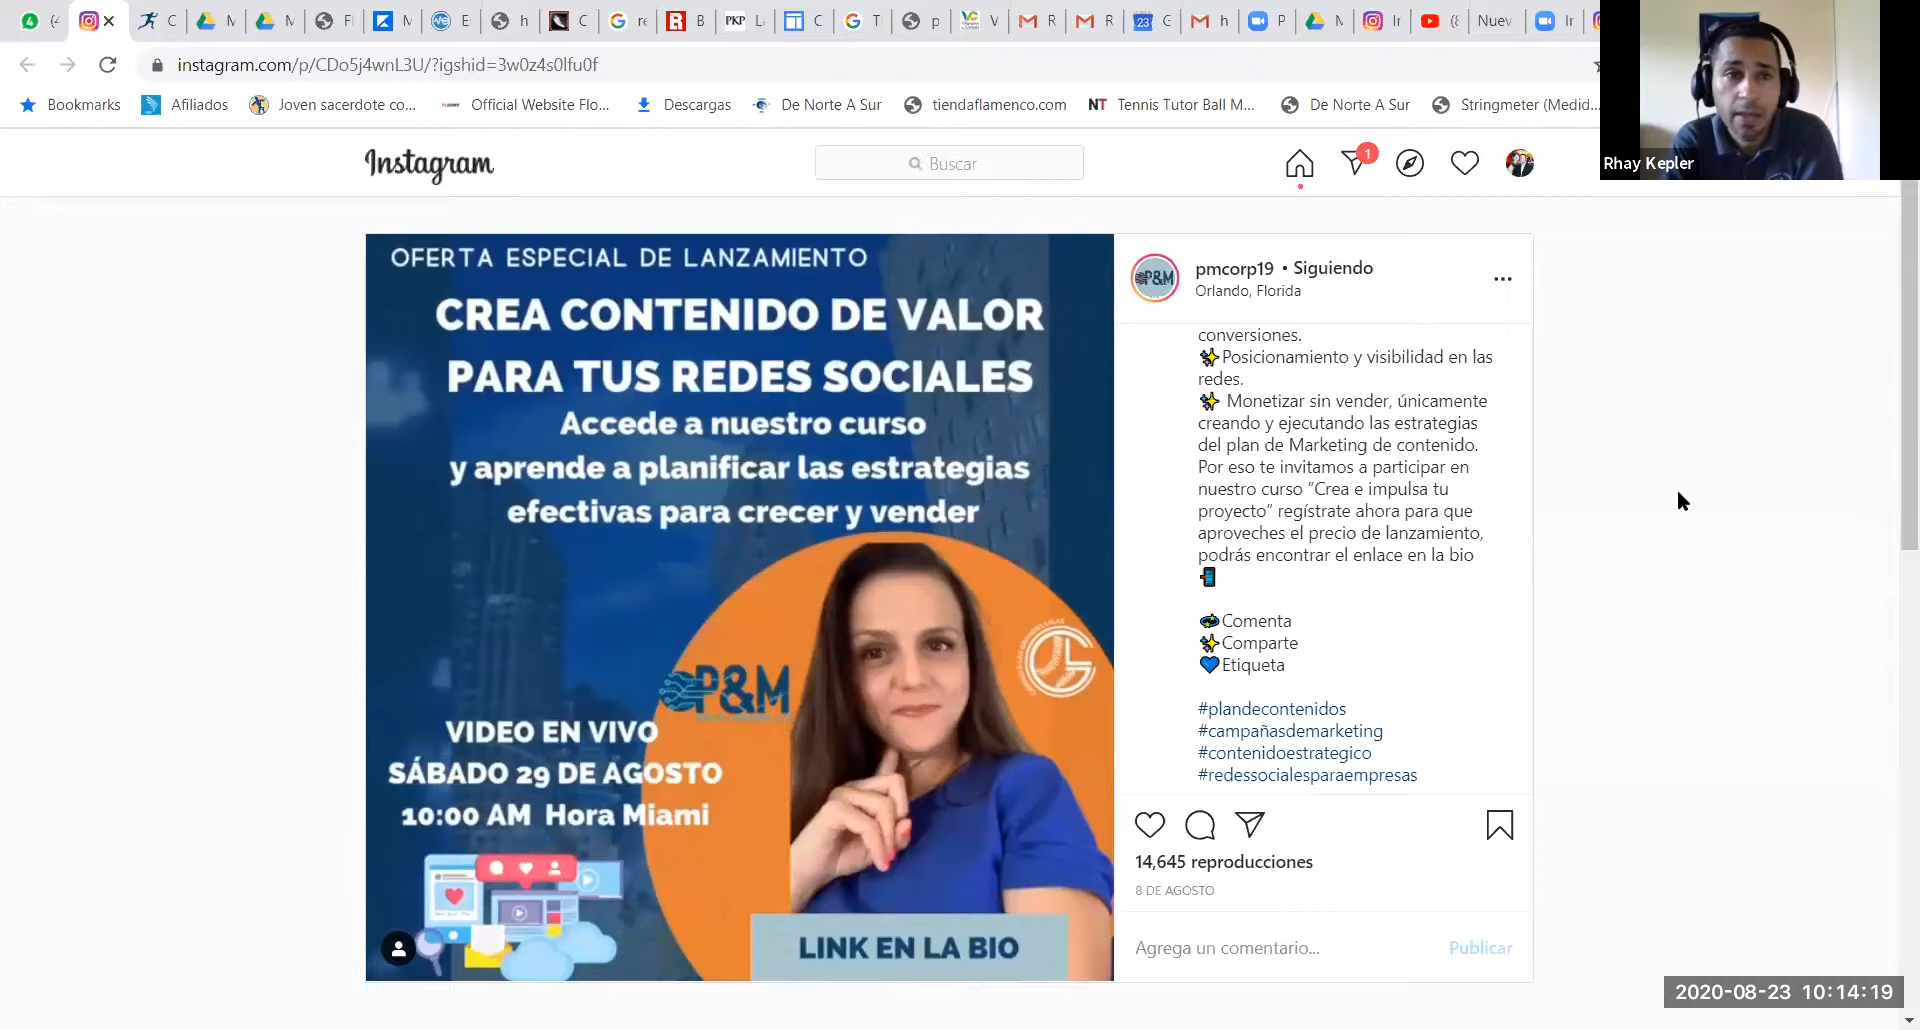 instagram.com/p/CDo5j4wnL3U/?igshid=3w0z4s0lfu0f
Bookmarks
Afiliados
Joven sacerdote co...
Official Website Flo...
Descargas
De Norte A Sur
tiendaflamenco.com
NT Tennis Tutor Ball M...
De Norte A Sur
Stringmeter (Medid...
Rhay Kepler
Instagram
Buscar
1
OFERTA ESPECIAL DE LANZAMIENTO
CREA CONTENIDO DE VALOR
PARA TUS REDES SOCIALES
Accede a nuestro curso
y aprende a planificar las estrategias
efectivas para crecer y vender
P&M
VIDEO EN VIVO
SÁBADO 29 DE AGOSTO
10:00 AM Hora Miami
LINK EN LA BIO
P&M
pmcorp19 • Siguiendo
Orlando, Florida
conversiones.
✨Posicionamiento y visibilidad en las
redes.
✨ Monetizar sin vender, únicamente
creando y ejecutando las estrategias
del plan de Marketing de contenido.
Por eso te invitamos a participar en
nuestro curso “Crea e impulsa tu
proyecto” regístrate ahora para que
aproveches el precio de lanzamiento,
podrás encontrar el enlace en la bio
📲
💫Comenta
✨Comparte
💙Etiqueta
#plandecontenidos
#campañasdemarketing
#contenidoestrategico
#redessocialesparaempresas
14,645 reproducciones
8 DE AGOSTO
Agrega un comentario... Publicar
2020-08-23 10:14:19